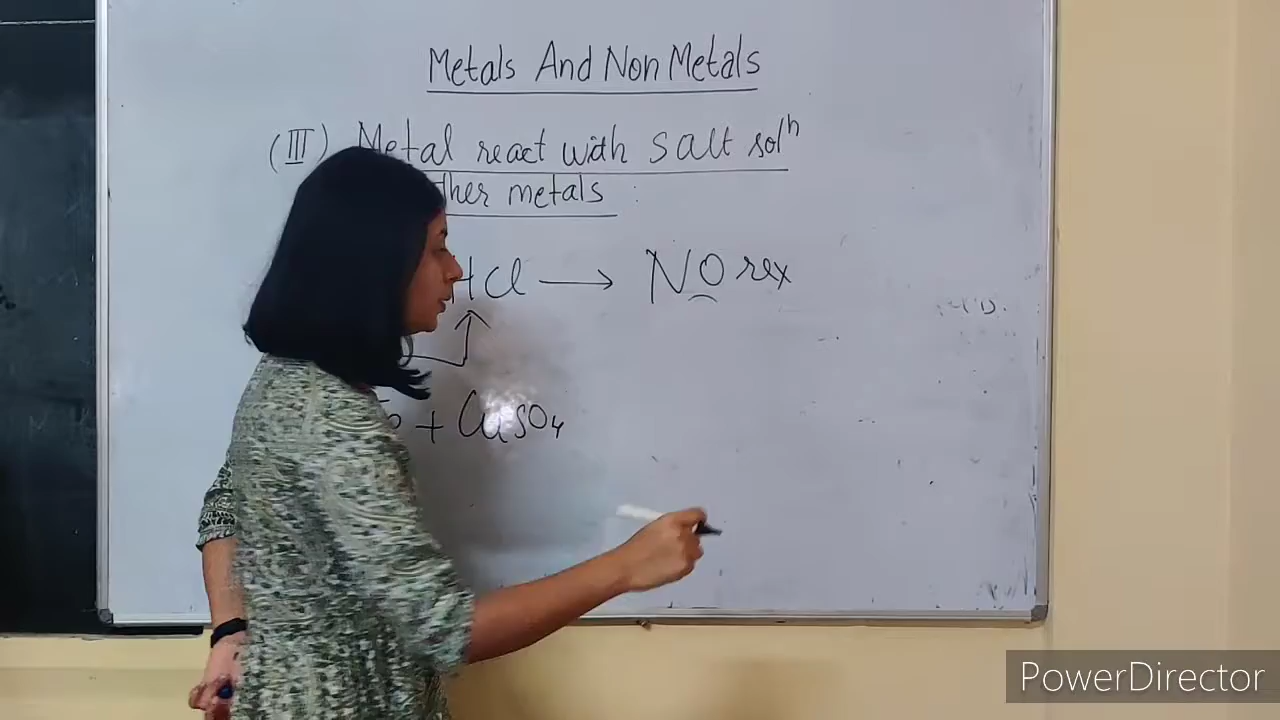 Metals And Non Metals
(III) Metal react with salt solⁿ
ther metals :
HCl → NO rex
+ CuSO₄
PowerDirector